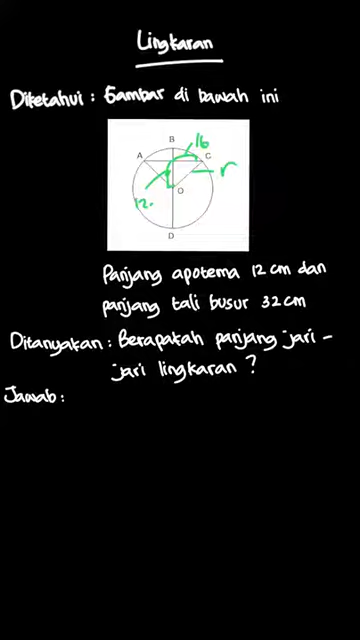 Lingkaran
Diketahui : Gambar di bawah ini
B
16
A
C
r
12.
O
D
Panjang apotema 12 cm dan
panjang tali busur 32 cm
Ditanyakan : Berapakah panjang jari -
jari lingkaran ?
Jawab :